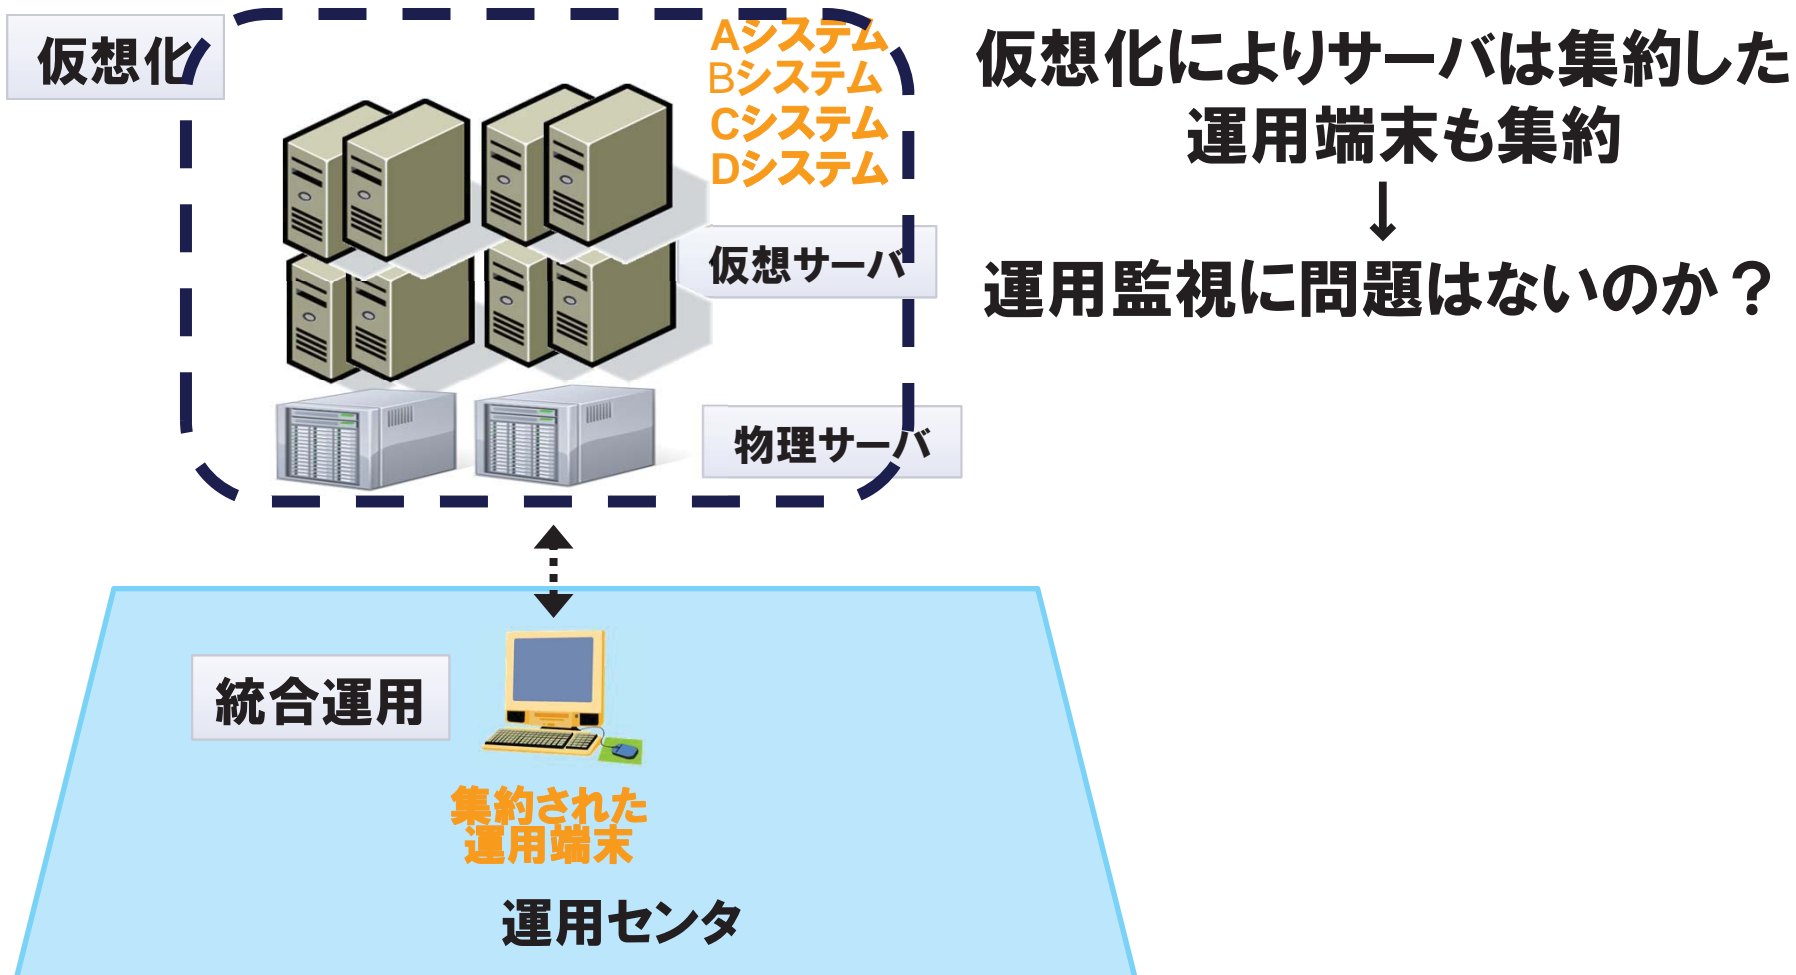 仮想化
Aシステム
Bシステム
Cシステム
Dシステム
仮想サーバ
物理サーバ
仮想化によりサーバは集約した
運用端末も集約
↓
運用監視に問題はないのか？
統合運用
集約された
運用端末
運用センタ